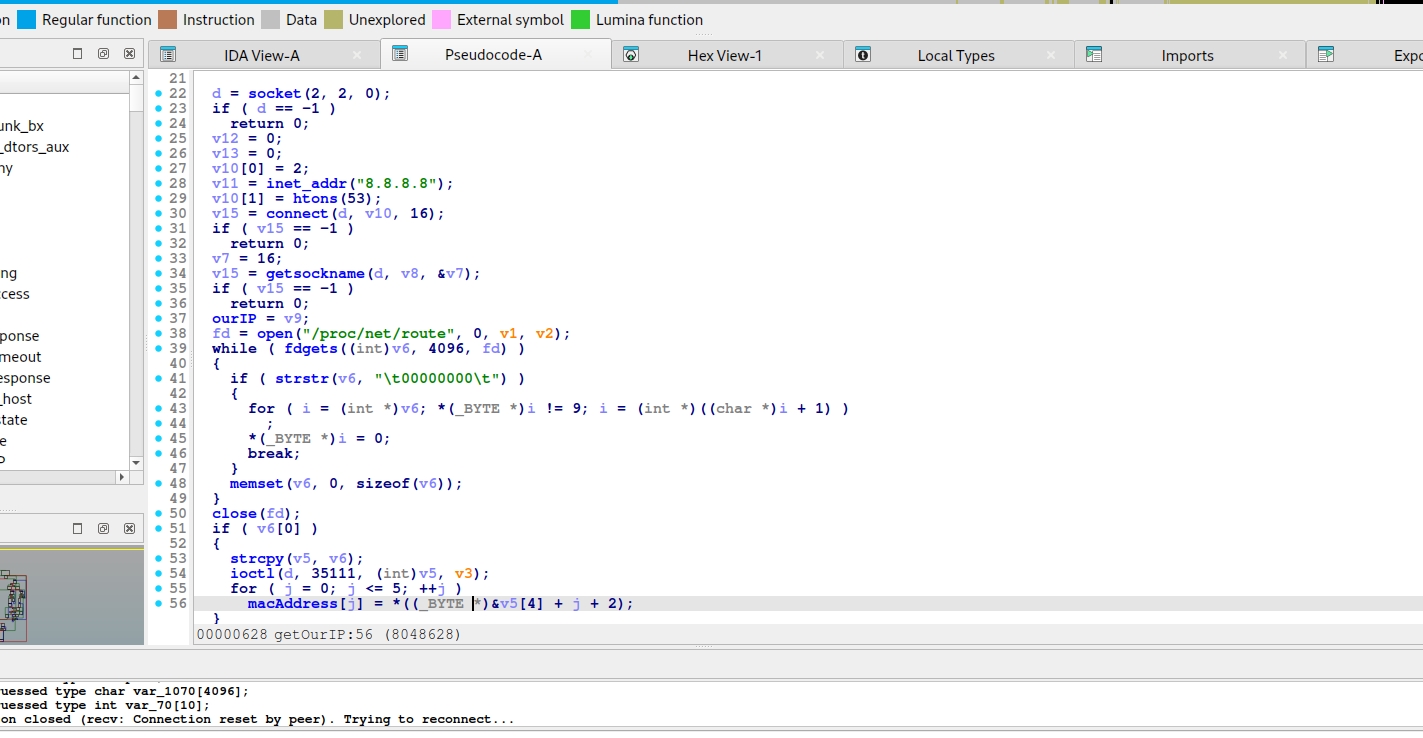 on Regular function Instruction Data Unexplored External symbol Lumina function
IDA View-A Pseudocode-A Hex View-1 Local Types Imports Expo
unk_bx
_dtors_aux
my
ng
cess
ponse
meout
esponse
_host
state
e
P
21
22 d = socket(2, 2, 0);
23 if ( d == -1 )
24 return 0;
25 v12 = 0;
26 v13 = 0;
27 v10[0] = 2;
28 v11 = inet_addr("8.8.8.8");
29 v10[1] = htons(53);
30 v15 = connect(d, v10, 16);
31 if ( v15 == -1 )
32 return 0;
33 v7 = 16;
34 v15 = getsockname(d, v8, &v7);
35 if ( v15 == -1 )
36 return 0;
37 ourIP = v9;
38 fd = open("/proc/net/route", 0, v1, v2);
39 while ( fdgets((int)v6, 4096, fd) )
40 {
41 if ( strstr(v6, "\t00000000\t") )
42 {
43 for ( i = (int *)v6; *(_BYTE *)i != 9; i = (int *)((char *)i + 1) )
44 ;
45 *(_BYTE *)i = 0;
46 break;
47 }
48 memset(v6, 0, sizeof(v6));
49 }
50 close(fd);
51 if ( v6[0] )
52 {
53 strcpy(v5, v6);
54 ioctl(d, 35111, (int)v5, v3);
55 for ( j = 0; j <= 5; ++j )
56 macAddress[j] = *((_BYTE *)&v5[4] + j + 2);
}
00000628 getOurIP:56 (8048628)
uessed type char var_1070[4096];
uessed type int var_70[10];
on closed (recv: Connection reset by peer). Trying to reconnect...